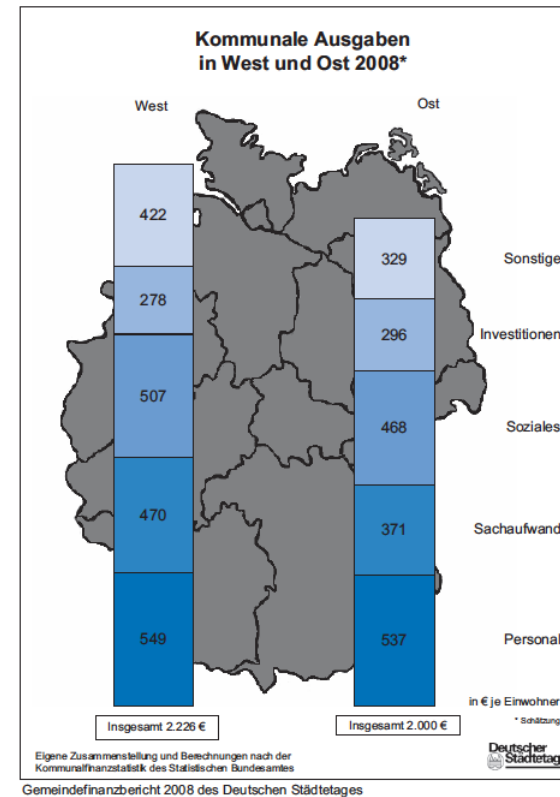 Kommunale Ausgaben
in West und Ost 2008*
West
Ost
422
329
Sonstige
278
296
Investitionen
507
468
Soziales
470
371
Sachaufwand
549
537
Personal
in € je Einwohner
* Schätzung
Insgesamt 2.226 €
Insgesamt 2.000 €
Eigene Zusammenstellung und Berechnungen nach der
Kommunalfinanzstatistik des Statistischen Bundesamtes
Deutscher
Städtetag
Gemeindefinanzbericht 2008 des Deutschen Städtetages